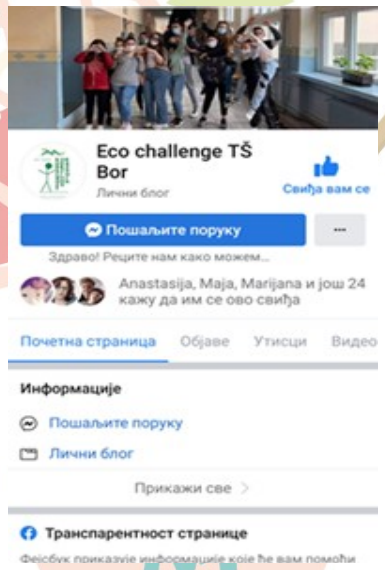 Eco challenge TŠ
Bor
Лични блог
Свиђа вам се
Пошаљите поруку
Здраво! Реците нам како можем...
Anastasija, Maja, Marijana и још 24
кажу да им се ово свиђа
Почетна страница Објаве Утисци Видео
Информације
Пошаљите поруку
Лични блог
Прикажи све
Транспарентност странице
Фејсбук приказује информације које ће вам помоћи